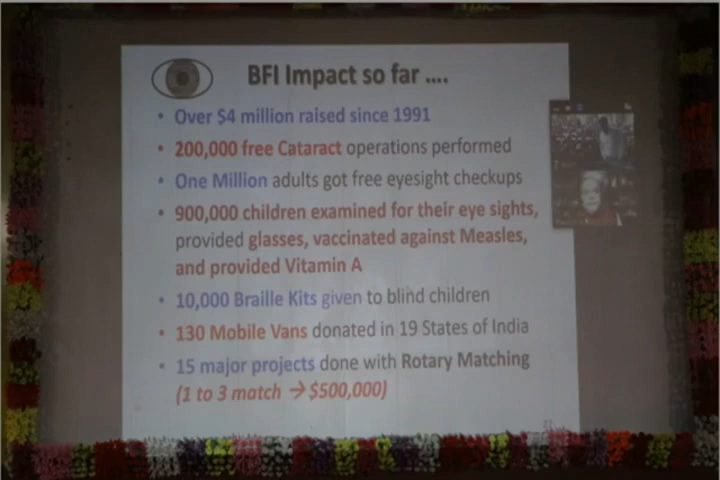 BFI Impact so far ....
• Over $4 million raised since 1991
• 200,000 free Cataract operations performed
• One Million adults got free eyesight checkups
• 900,000 children examined for their eye sights,
provided glasses, vaccinated against Measles,
and provided Vitamin A
• 10,000 Braille Kits given to blind children
• 130 Mobile Vans donated in 19 States of India
• 15 major projects done with Rotary Matching
(1 to 3 match → $500,000)